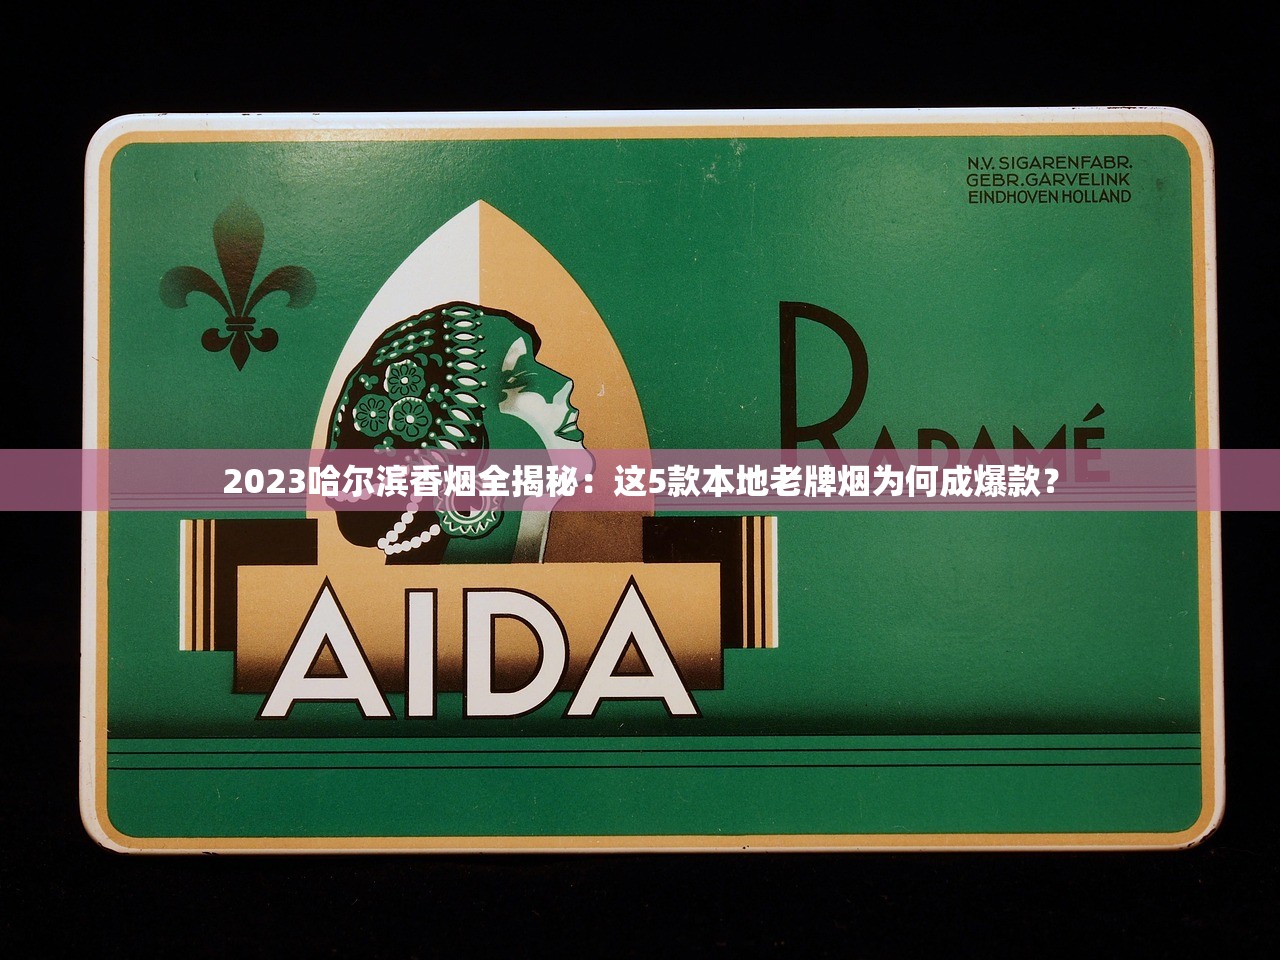 N.V. SIGARENFABR.
GEBR. GARVELINK
EINDHOVEN HOLLAND
RADAMÉ
2023哈尔滨香烟全揭秘：这5款本地老牌烟为何成爆款？
AIDA